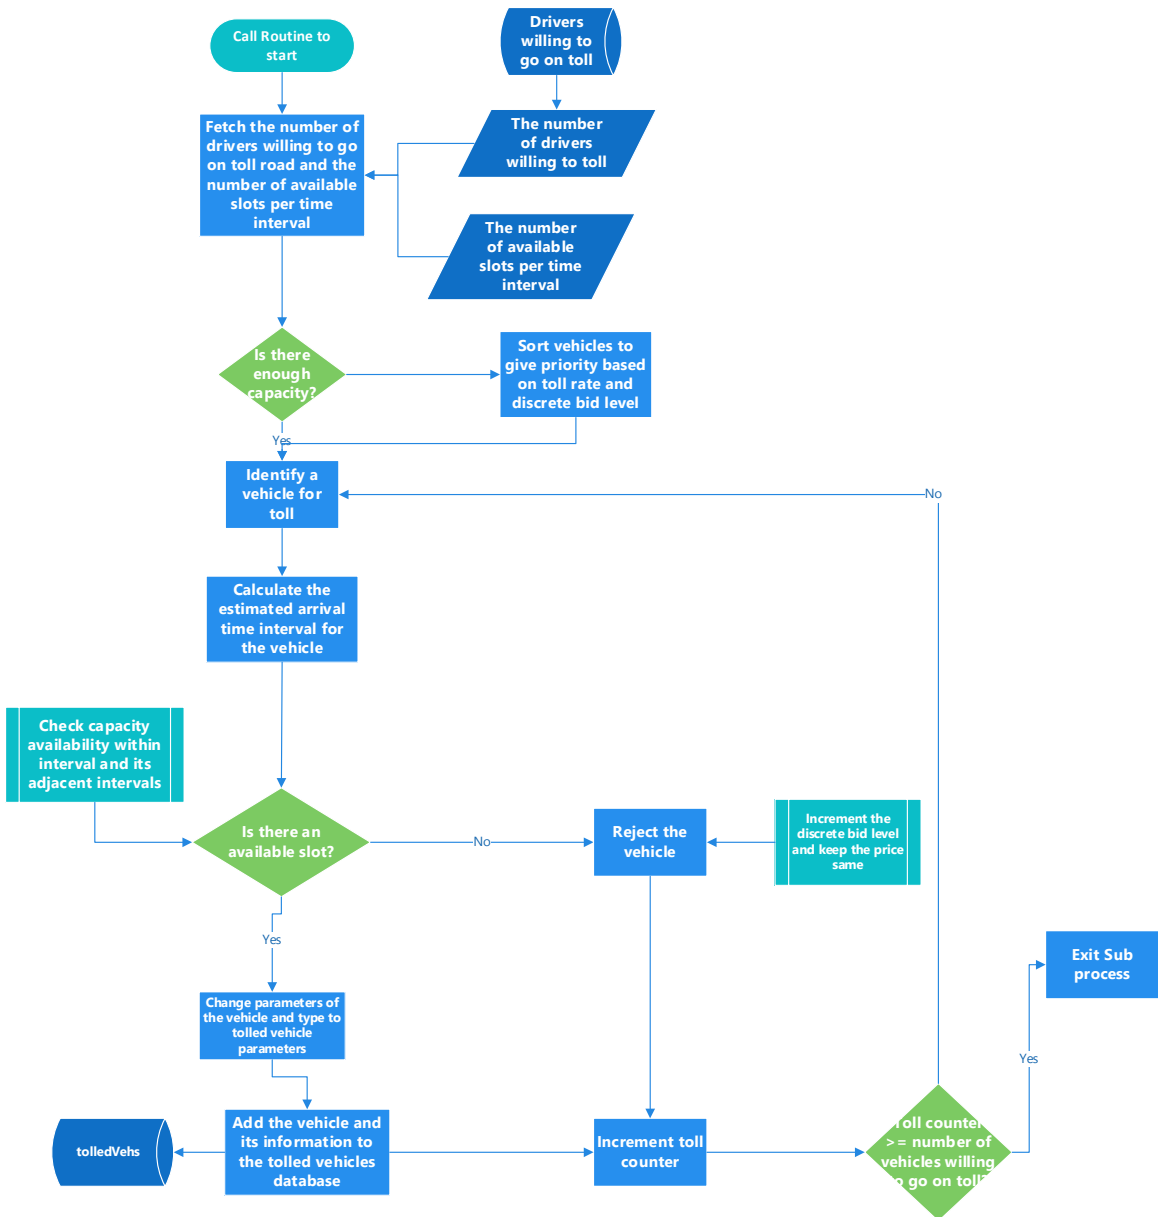 Call Routine to
start
Drivers
willing to
go on toll
Fetch the number of
drivers willing to go
on toll road and the
number of available
slots per time
interval
The number
of drivers
willing to toll
The number
of available
slots per time
interval
Is there
enough
capacity?
Sort vehicles to
give priority based
on toll rate and
discrete bid level
Yes
Identify a
vehicle for
toll
No
Calculate the
estimated arrival
time interval for
the vehicle
Check capacity
availability within
interval and its
adjacent intervals
Is there an
available slot?
No
Reject the
vehicle
Increment the
discrete bid level
and keep the price
same
Yes
Change parameters of
the vehicle and type to
tolled vehicle
parameters
Exit Sub
process
Yes
tolledVehs
Add the vehicle and
its information to
the tolled vehicles
database
Increment toll
counter
Toll counter
>= number of
vehicles willing
to go on toll?